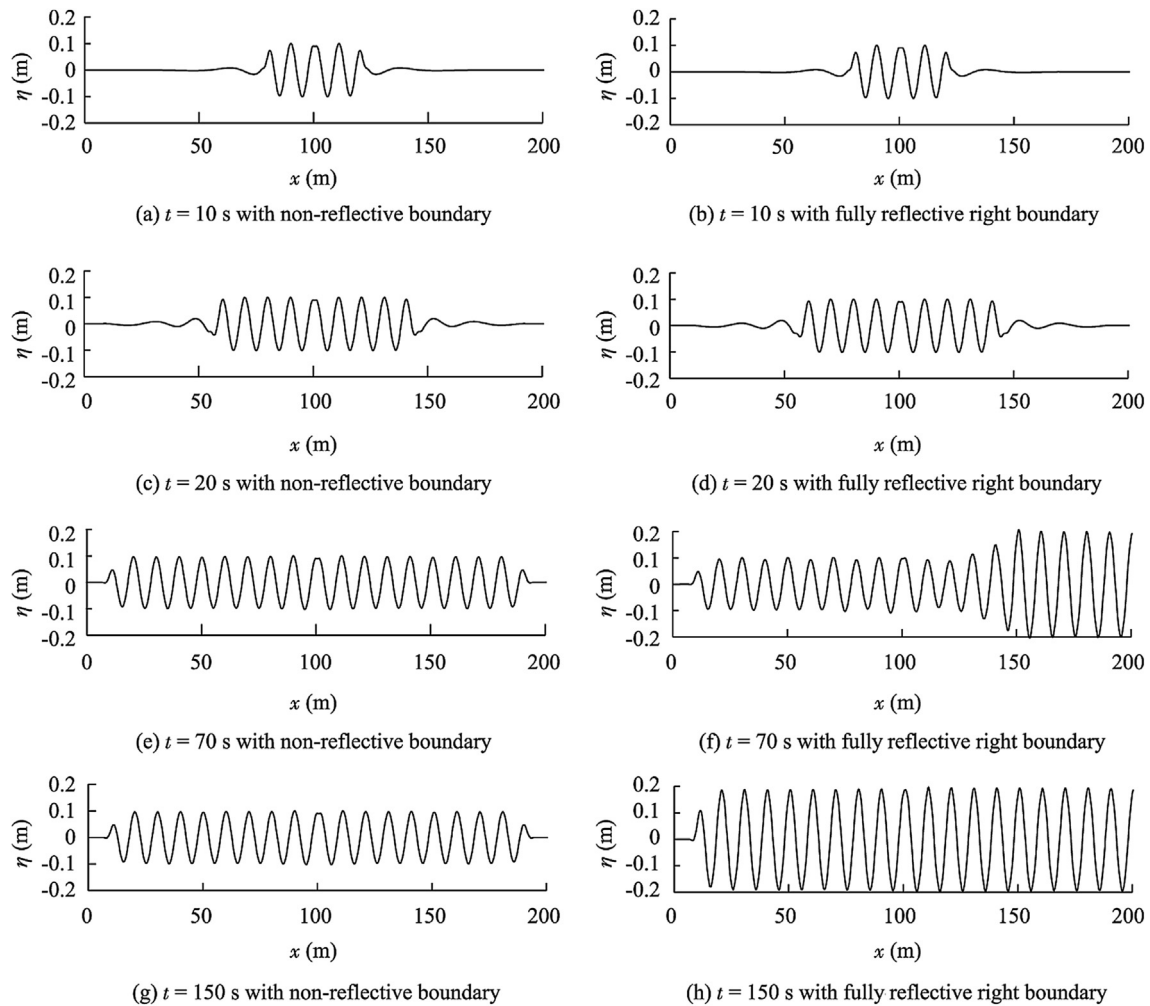 0.2
0.1
0
-0.1
-0.2
η (m)
0 50 100 150 200
x (m)
(a) t = 10 s with non-reflective boundary
0.2
0.1
0
-0.1
-0.2
η (m)
0 50 100 150 200
x (m)
(b) t = 10 s with fully reflective right boundary
0.2
0.1
0
-0.1
-0.2
η (m)
0 50 100 150 200
x (m)
(c) t = 20 s with non-reflective boundary
0.2
0.1
0
-0.1
-0.2
η (m)
0 50 100 150 200
x (m)
(d) t = 20 s with fully reflective right boundary
0.2
0.1
0
-0.1
-0.2
η (m)
0 50 100 150 200
x (m)
(e) t = 70 s with non-reflective boundary
0.2
0.1
0
-0.1
-0.2
η (m)
0 50 100 150 200
x (m)
(f) t = 70 s with fully reflective right boundary
0.2
0.1
0
-0.1
-0.2
η (m)
0 50 100 150 200
x (m)
(g) t = 150 s with non-reflective boundary
0.2
0.1
0
-0.1
-0.2
η (m)
0 50 100 150 200
x (m)
(h) t = 150 s with fully reflective right boundary